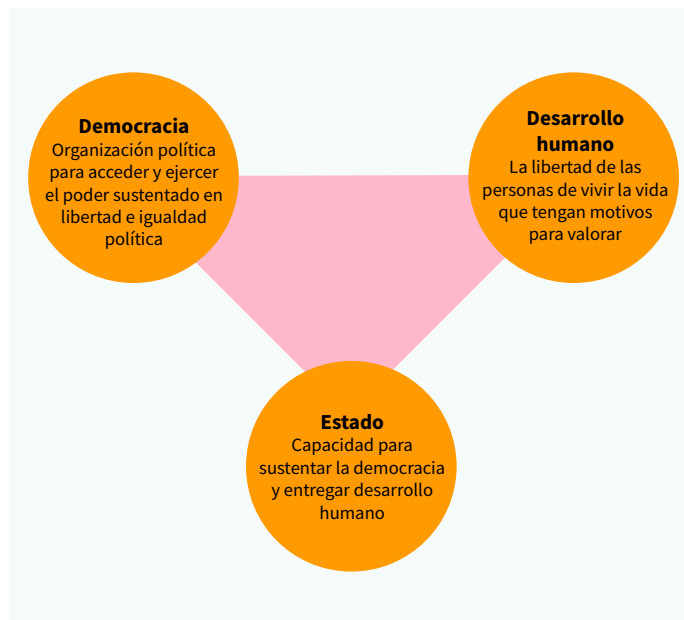 Democracia
Organización política
para acceder y ejercer
el poder sustentado en
libertad e igualdad
política
Desarrollo
humano
La libertad de las
personas de vivir la vida
que tengan motivos
para valorar
Estado
Capacidad para
sustentar la democracia
y entregar desarrollo
humano